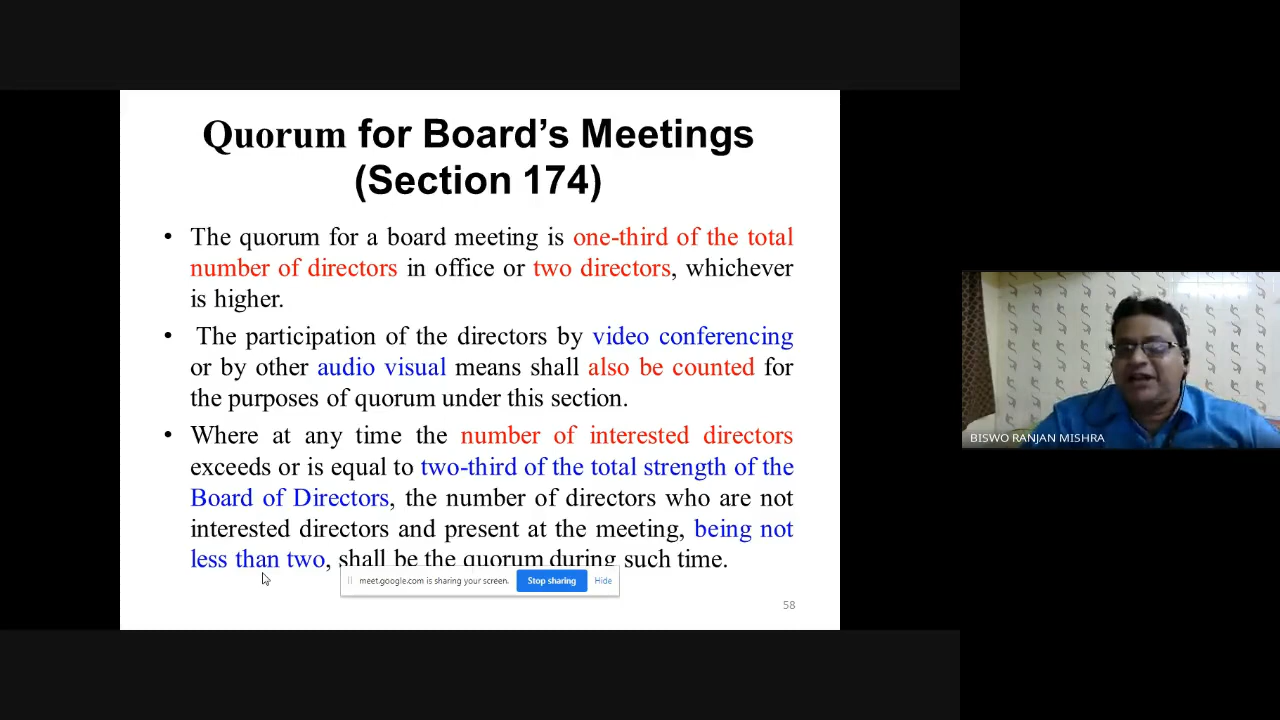 Quorum for Board’s Meetings
(Section 174)
• The quorum for a board meeting is one-third of the total
number of directors in office or two directors, whichever
is higher.
• The participation of the directors by video conferencing
or by other audio visual means shall also be counted for
the purposes of quorum under this section.
• Where at any time the number of interested directors
exceeds or is equal to two-third of the total strength of the
Board of Directors, the number of directors who are not
interested directors and present at the meeting, being not
less than two, shall be the quorum during such time.
meet.google.com is sharing your screen. Stop sharing Hide
58
BISWO RANJAN MISHRA